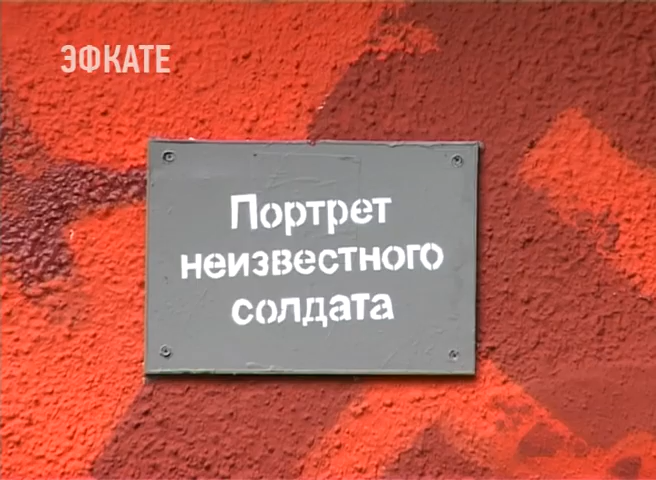 ЭФКАТЕ
Портрет
неизвестного
солдата